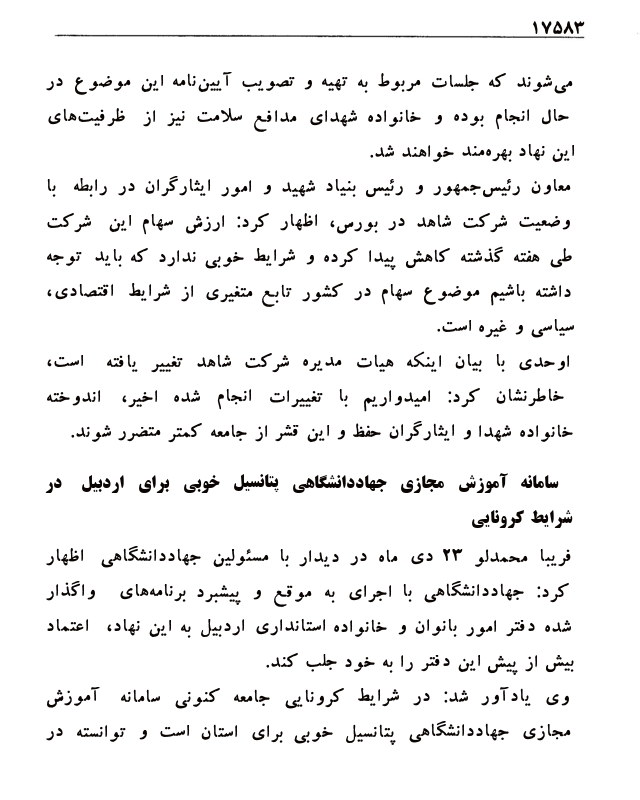 ۱۷۵۸۳
می‌شوند که جلسات مربوط به تهیه و تصویب آیین‌نامه این موضوع در
حال انجام بوده و خانواده شهدای مدافع سلامت نیز از ظرفیت‌های
این نهاد بهره‌مند خواهند شد.
معاون رئیس‌جمهور و رئیس بنیاد شهید و امور ایثارگران در رابطه با
وضعیت شرکت شاهد در بورس، اظهار کرد: ارزش سهام این شرکت
طی هفته گذشته کاهش پیدا کرده و شرایط خوبی ندارد که باید توجه
داشته باشیم موضوع سهام در کشور تابع متغیری از شرایط اقتصادی،
سیاسی و غیره است.
اوحدی با بیان اینکه هیات مدیره شرکت شاهد تغییر یافته است،
خاطرنشان کرد: امیدواریم با تغییرات انجام شده اخیر، اندوخته
خانواده شهدا و ایثارگران حفظ و این قشر از جامعه کمتر متضرر شوند.
سامانه آموزش مجازی جهاددانشگاهی پتانسیل خوبی برای اردبیل در
شرایط کرونایی
فریبا محمدلو ۲۳ دی ماه در دیدار با مسئولین جهاددانشگاهی اظهار
کرد: جهاددانشگاهی با اجرای به موقع و پیشبرد برنامه‌های واگذار
شده دفتر امور بانوان و خانواده استانداری اردبیل به این نهاد، اعتماد
بیش از پیش این دفتر را به خود جلب کند.
وی یادآور شد: در شرایط کرونایی جامعه کنونی سامانه آموزش
مجازی جهاددانشگاهی پتانسیل خوبی برای استان است و توانسته در